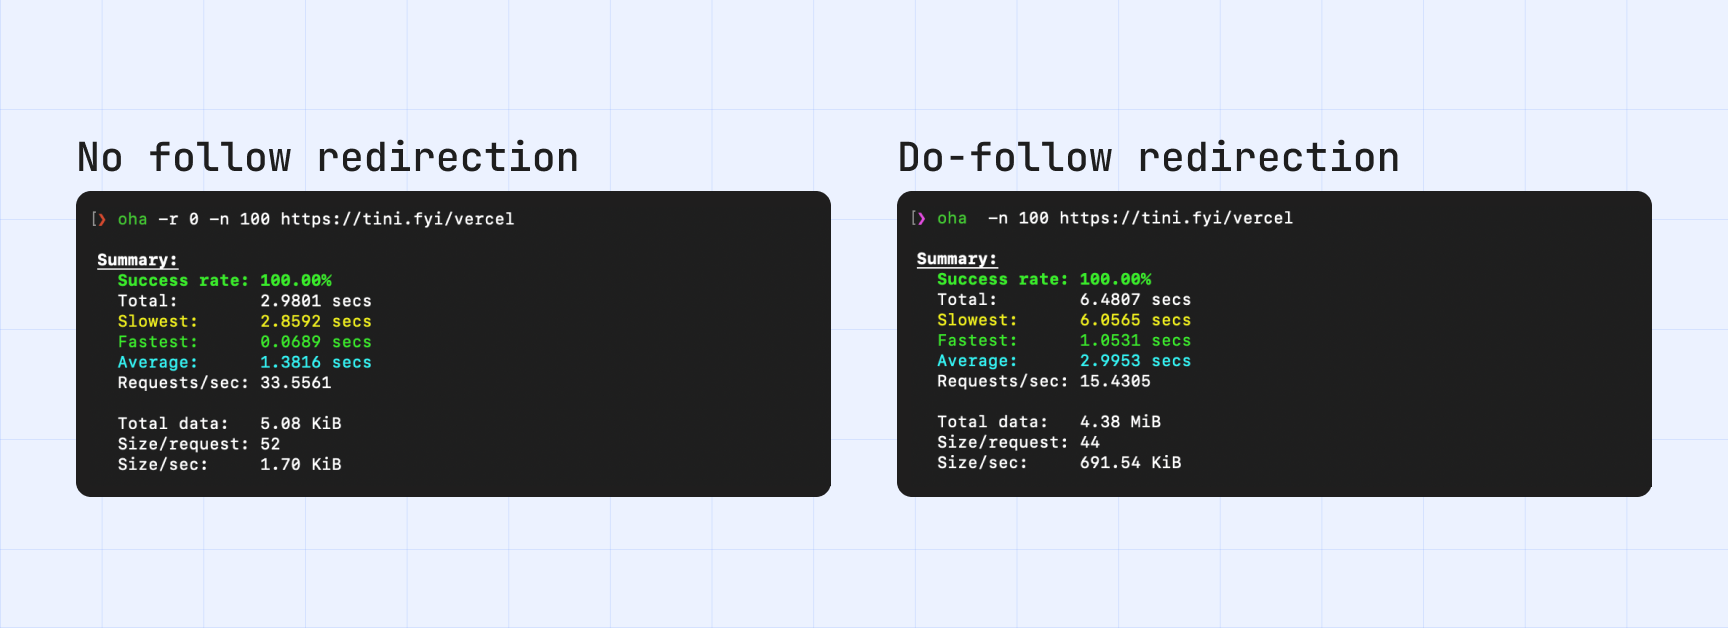 No follow redirection
[❯ oha -r 0 -n 100 https://tini.fyi/vercel
Summary:
Success rate: 100.00%
Total: 2.9801 secs
Slowest: 2.8592 secs
Fastest: 0.0689 secs
Average: 1.3816 secs
Requests/sec: 33.5561
Total data: 5.08 KiB
Size/request: 52
Size/sec: 1.70 KiB
Do-follow redirection
[❯ oha -n 100 https://tini.fyi/vercel
Summary:
Success rate: 100.00%
Total: 6.4807 secs
Slowest: 6.0565 secs
Fastest: 1.0531 secs
Average: 2.9953 secs
Requests/sec: 15.4305
Total data: 4.38 MiB
Size/request: 44
Size/sec: 691.54 KiB